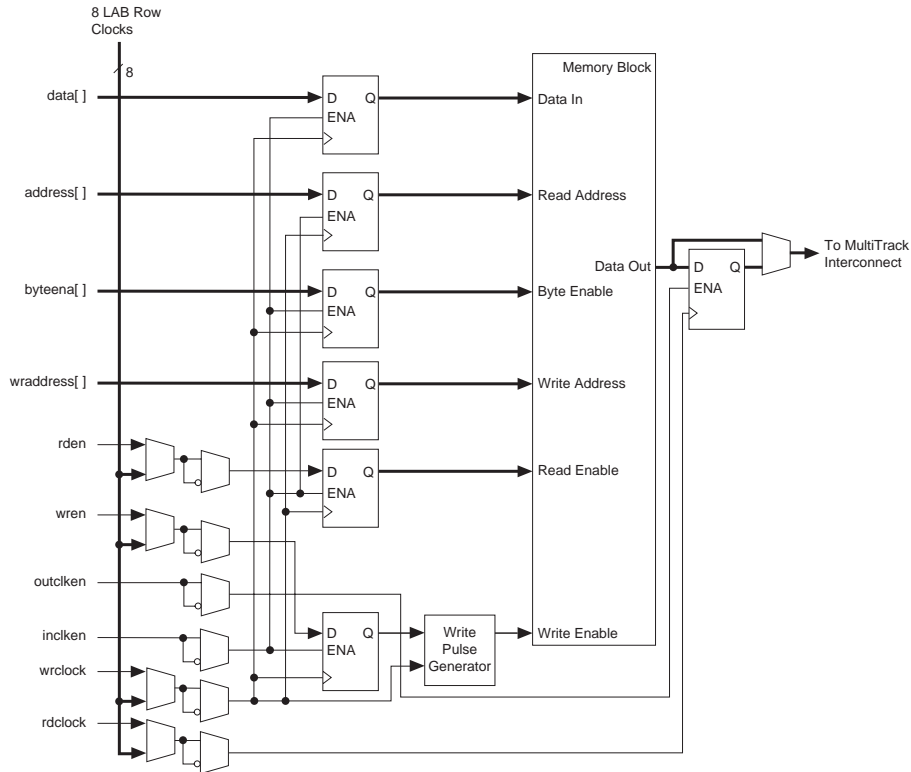 8 LAB Row
Clocks
8
Memory Block
data[ ]
D Q
ENA
Data In
address[ ]
D Q
ENA
Read Address
To MultiTrack
Interconnect
Data Out
D Q
ENA
byteena[ ]
D Q
ENA
Byte Enable
wraddress[ ]
D Q
ENA
Write Address
rden
D Q
ENA
Read Enable
wren
outclken
inclken
D Q
ENA
Write
Pulse
Generator
Write Enable
wrclock
rdclock